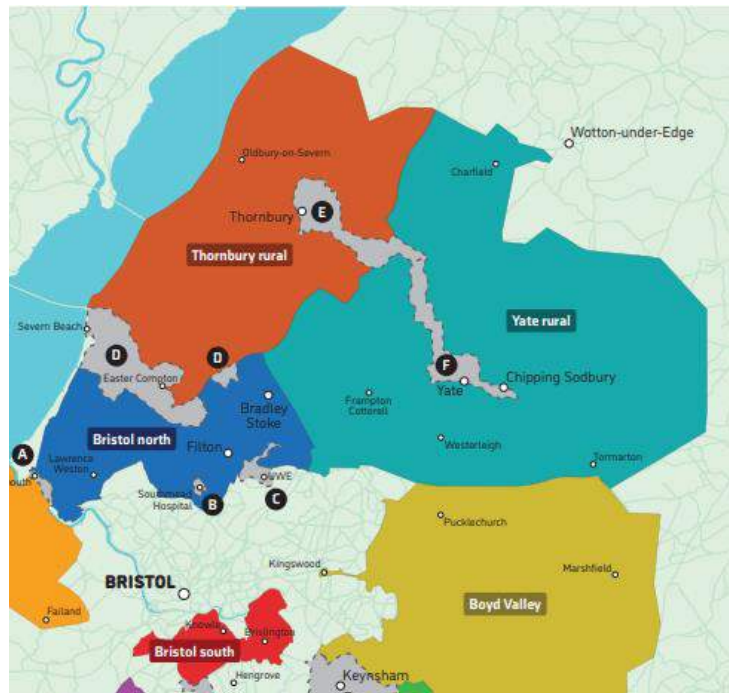 Wotton-under-Edge
Oldbury-on-Severn
Charfield
Thornbury
E
Thornbury rural
Severn Beach
Yate rural
D
D
Easter Compton
F
Yate
Chipping Sodbury
Frampton
Cotterell
Bradley
Stoke
Bristol north
Filton
Westerleigh
A
Lawrence
Weston
outh
Tormarton
UWE
Southmead
Hospital
B
C
Pucklechurch
Kingswood
Marshfield
BRISTOL
Boyd Valley
Failand
Knowle
Brislington
Bristol south
Hengrove
Keynsham